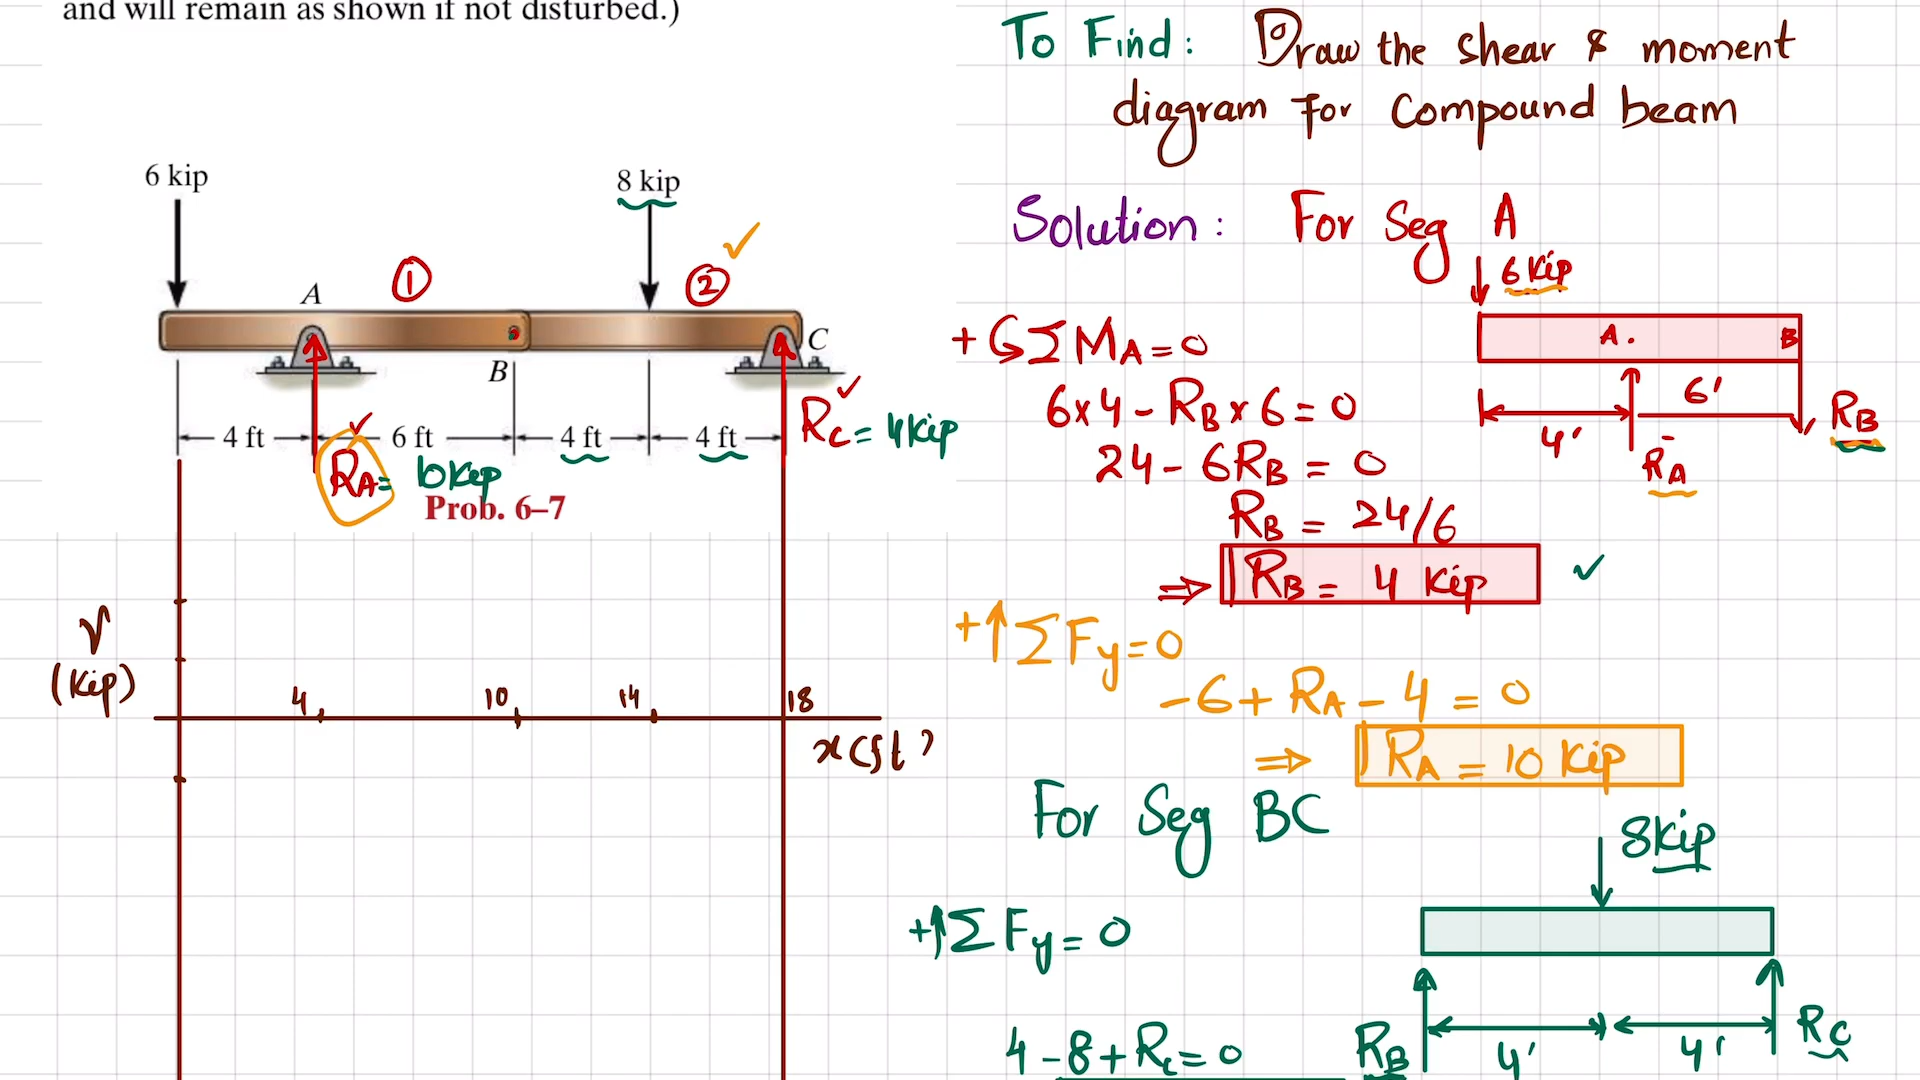 and will remain as shown if not disturbed.)
6 kip
8 kip
A
①
②
C
B
4 ft
6 ft
4 ft
4 ft
RA = 10 kip
RC = 4 kip
Prob. 6–7
V
(kip)
4
10
14
18
x (ft)
To Find: Draw the shear & moment
diagram for Compound beam
Solution: For Seg A
6 kip
+ ↺ ΣMA = 0
A.
B
6×4 - RB×6 = 0
4'
6'
RA
RB
24 - 6RB = 0
RB = 24/6
⇒ RB = 4 kip
+↑ ΣFy = 0
-6 + RA - 4 = 0
⇒ RA = 10 kip
For Seg BC
8 kip
+↑ ΣFy = 0
4 - 8 + Rc = 0
RB
4'
4'
RC